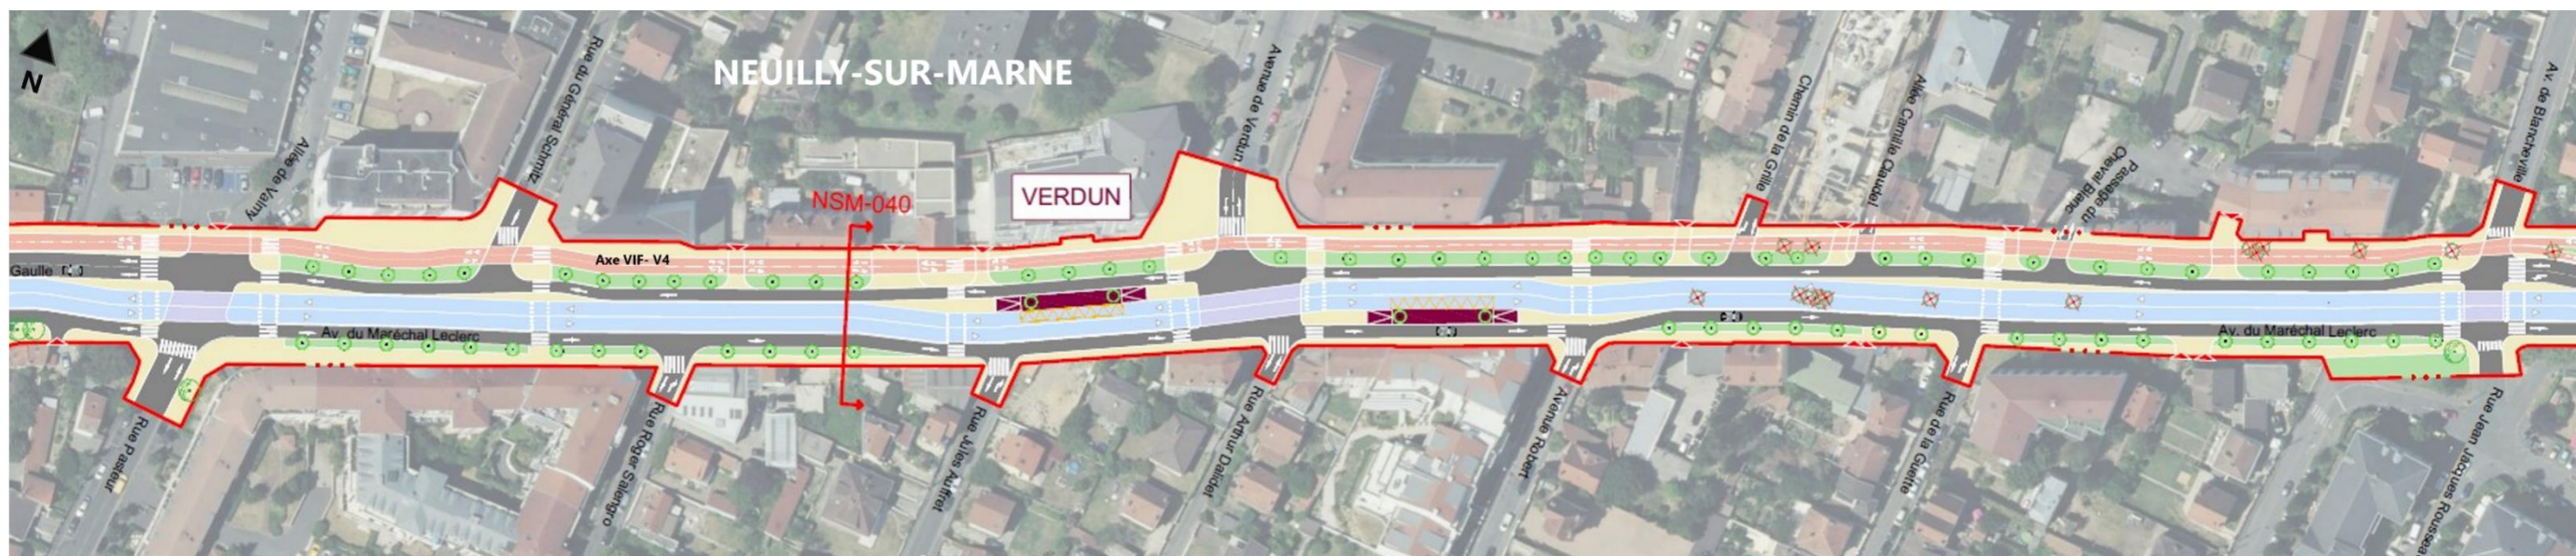 N
NEUILLY-SUR-MARNE
Rue du Général Schmitz
Allée de Valmy
Avenue de Verdun
Chemin de la Grille
Allée Camille Claudel
Passage du
Cheval Blanc
Av. de Blancheville
VERDUN
NSM-040
Axe VIF- V4
Gaulle
Av. du Maréchal Leclerc
Av. du Maréchal Leclerc
Rue Pasteur
Rue Roger Salengro
Rue Jules Auffret
Rue Arthur Dalidet
Avenue Robert
Rue de la Guette
Rue Jean Jacques Roussea